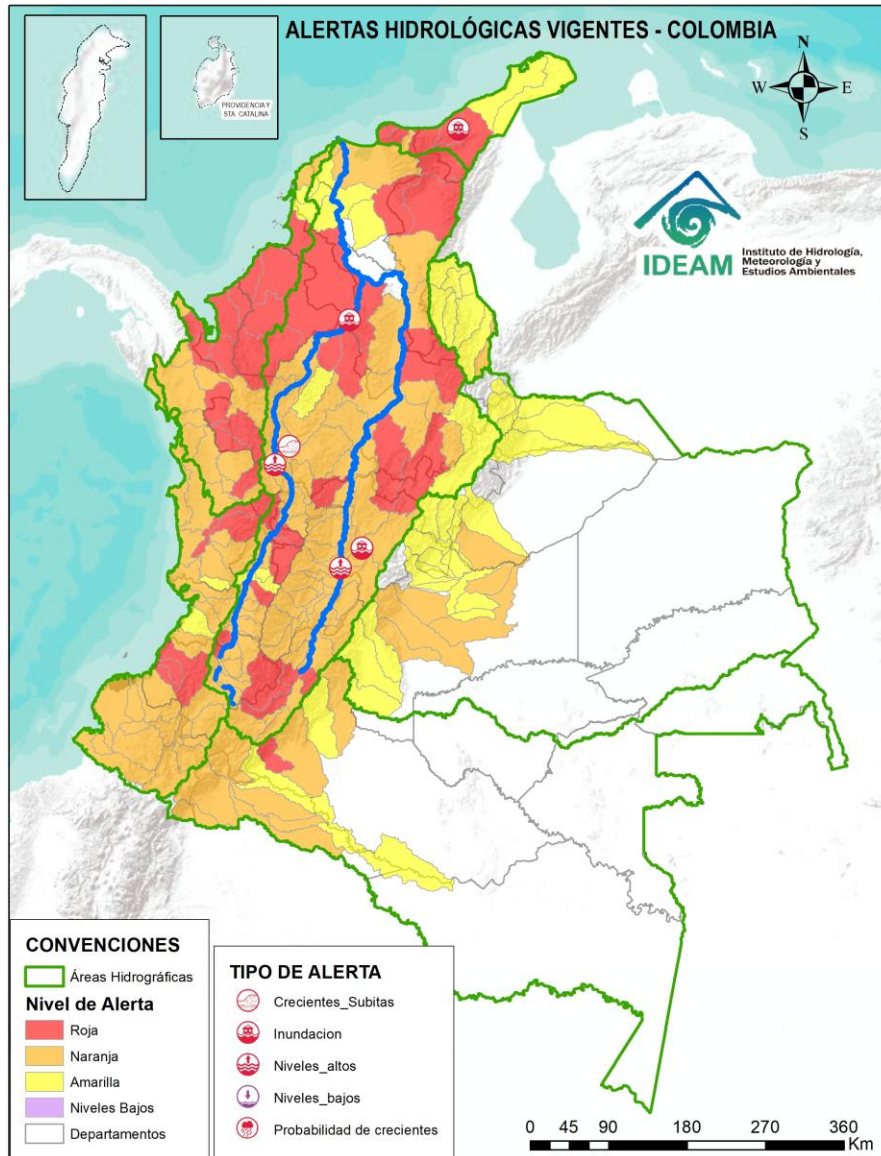 ALERTAS HIDROLÓGICAS VIGENTES - COLOMBIA
PROVIDENCIA Y
STA. CATALINA
N
W
E
S
IDEAM
Instituto de Hidrología,
Meteorología y
Estudios Ambientales
CONVENCIONES
Áreas Hidrográficas
Nivel de Alerta
Roja
Naranja
Amarilla
Niveles Bajos
Departamentos
TIPO DE ALERTA
Crecientes_Subitas
Inundacion
Niveles_altos
Niveles_bajos
Probabilidad de crecientes
0 45 90 180 270 360
Km